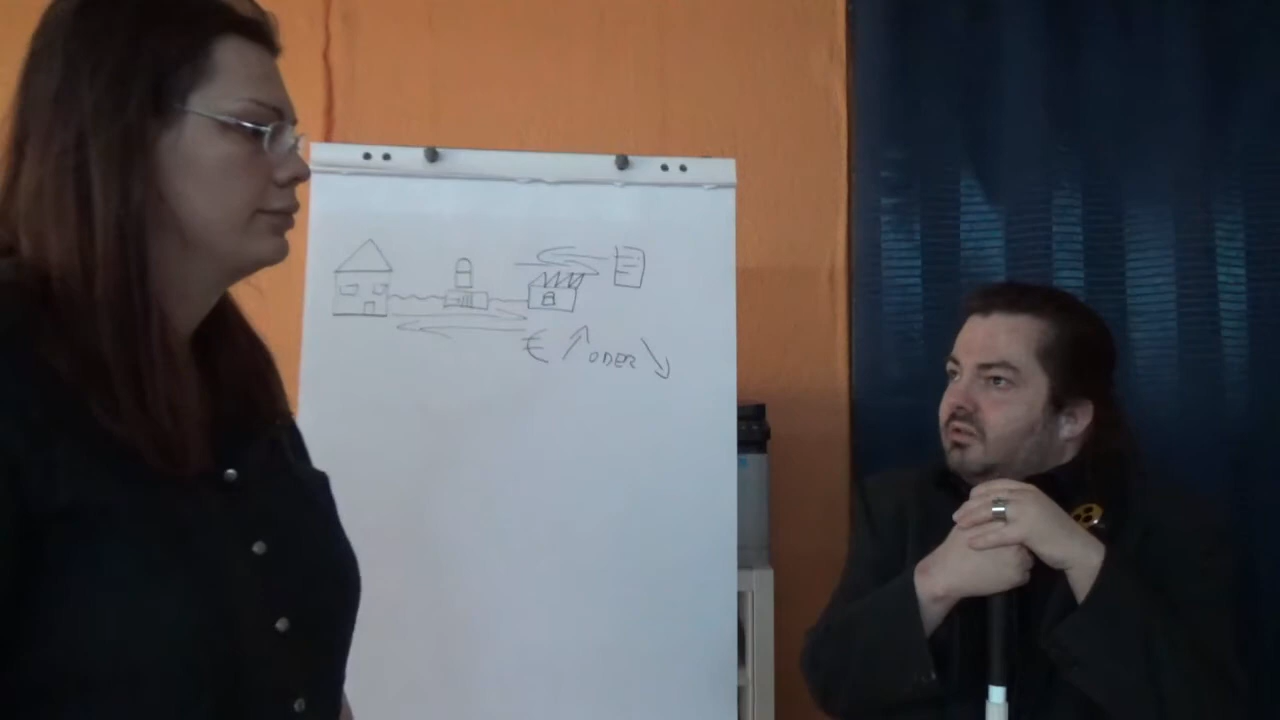 € ↗ ODER ↘